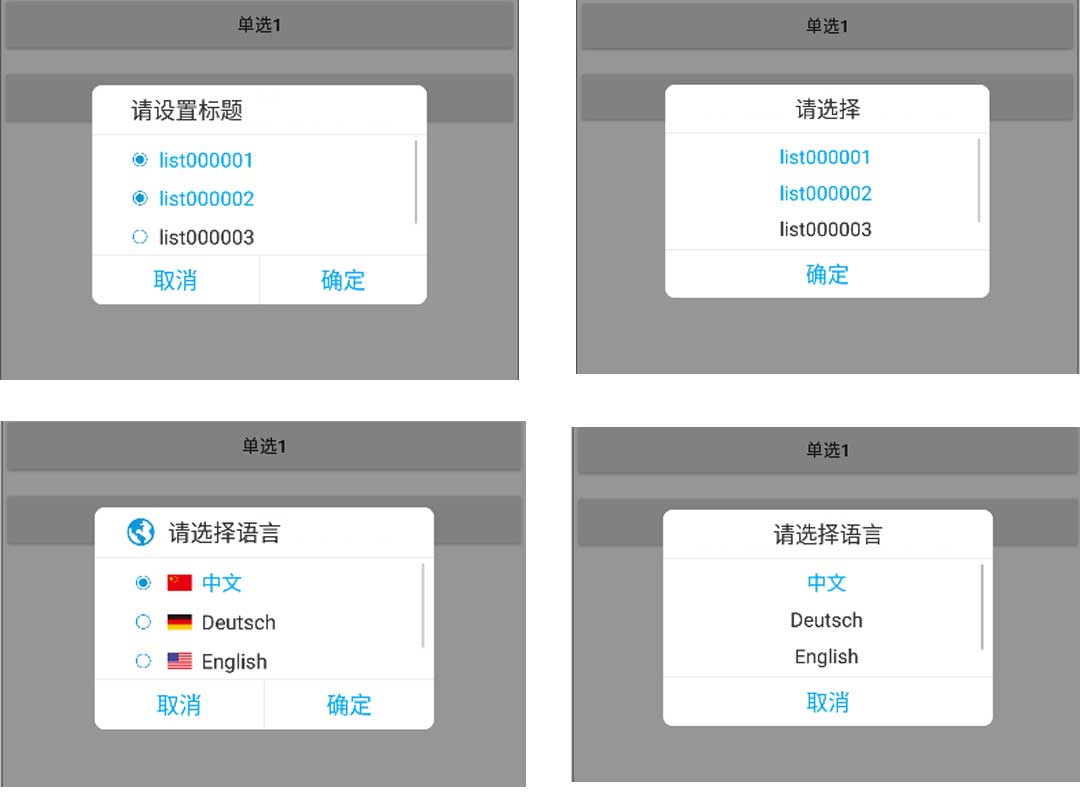 单选1
请设置标题
list000001
list000002
list000003
取消
确定
单选1
请选择
list000001
list000002
list000003
确定
单选1
请选择语言
中文
Deutsch
English
取消
确定
单选1
请选择语言
中文
Deutsch
English
取消